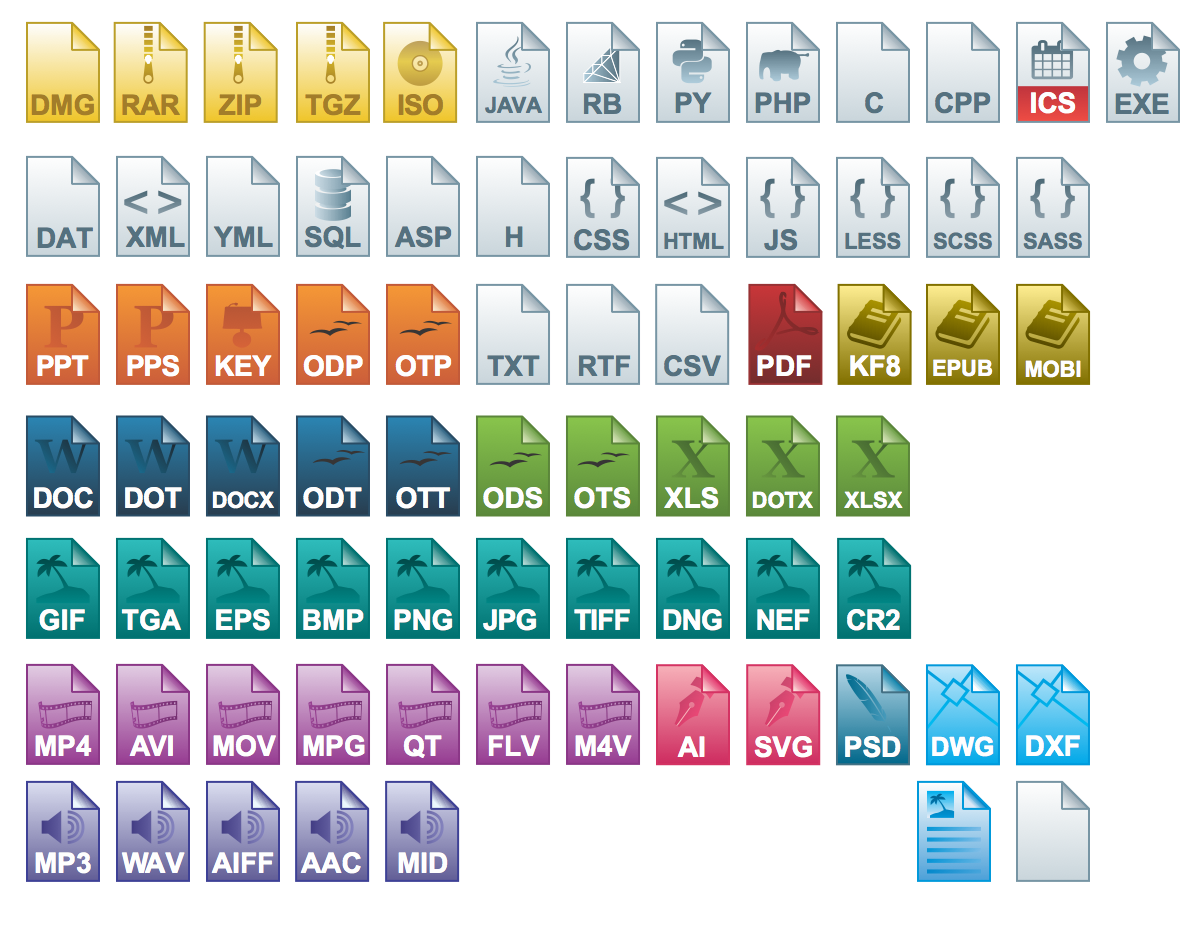 DMG RAR ZIP TGZ ISO JAVA RB PY PHP C CPP ICS EXE
DAT XML YML SQL ASP H CSS HTML JS LESS SCSS SASS
P P
PPT PPS KEY ODP OTP TXT RTF CSV PDF KF8 EPUB MOBI
W W W X X X
DOC DOT DOCX ODT OTT ODS OTS XLS DOTX XLSX
GIF TGA EPS BMP PNG JPG TIFF DNG NEF CR2
MP4 AVI MOV MPG QT FLV M4V AI SVG PSD DWG DXF
MP3 WAV AIFF AAC MID